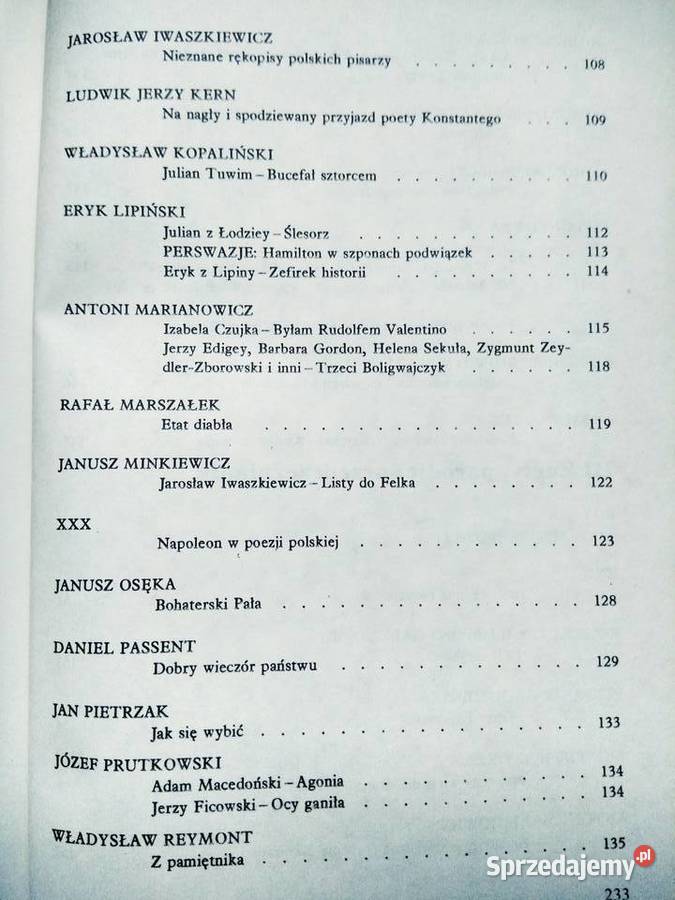 JAROSŁAW IWASZKIEWICZ
Nieznane rękopisy polskich pisarzy . . . . . . . . . 108
LUDWIK JERZY KERN
Na nagły i spodziewany przyjazd poety Konstantego . . . 109
WŁADYSŁAW KOPALIŃSKI
Julian Tuwim – Bucefał sztorcem . . . . . . . . . . 110
ERYK LIPIŃSKI
Julian z Łodziey – Ślesorz . . . . . . . . . . . 112
PERSWAZJE: Hamilton w szponach podwiązek . . . . . 113
Eryk z Lipiny – Zefirek historii . . . . . . . . . . 114
ANTONI MARIANOWICZ
Izabela Czujka – Byłam Rudolfem Valentino . . . . . . 115
Jerzy Edigey, Barbara Gordon, Helena Sekuła, Zygmunt Zey-
dler-Zborowski i inni – Trzeci Boligwajczyk . . . . . . 118
RAFAŁ MARSZAŁEK
Etat diabła . . . . . . . . . . . . . . . . . 119
JANUSZ MINKIEWICZ
Jarosław Iwaszkiewicz – Listy do Felka . . . . . . . . 122
XXX
Napoleon w poezji polskiej . . . . . . . . . . . . 123
JANUSZ OSĘKA
Bohaterski Pała . . . . . . . . . . . . . . . . 128
DANIEL PASSENT
Dobry wieczór państwu . . . . . . . . . . . . . 129
JAN PIETRZAK
Jak się wybić . . . . . . . . . . . . . . . . . 133
JÓZEF PRUTKOWSKI
Adam Macedoński – Agonia . . . . . . . . . . . . 134
Jerzy Ficowski – Ocy ganiła . . . . . . . . . . . . 134
WŁADYSŁAW REYMONT
Z pamiętnika . . . . . . . . . . . . . . . . . 135
Sprzedajemy.pl
233